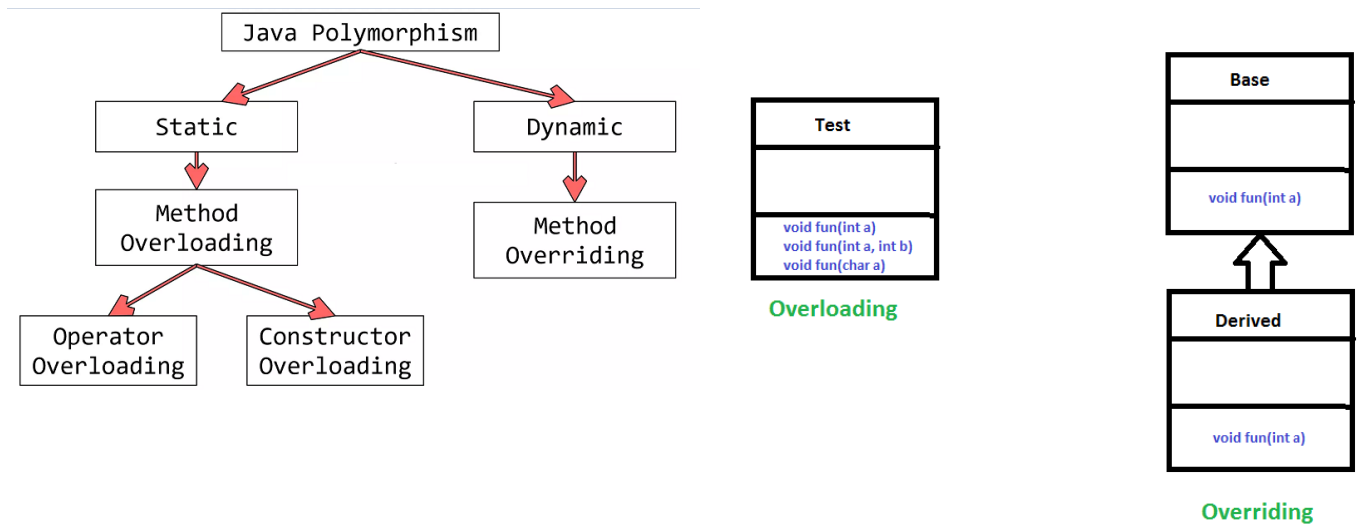 Java Polymorphism
Static
Dynamic
Method
Overloading
Method
Overriding
Operator
Overloading
Constructor
Overloading
Test
void fun(int a)
void fun(int a, int b)
void fun(char a)
Overloading
Base
void fun(int a)
Derived
void fun(int a)
Overriding